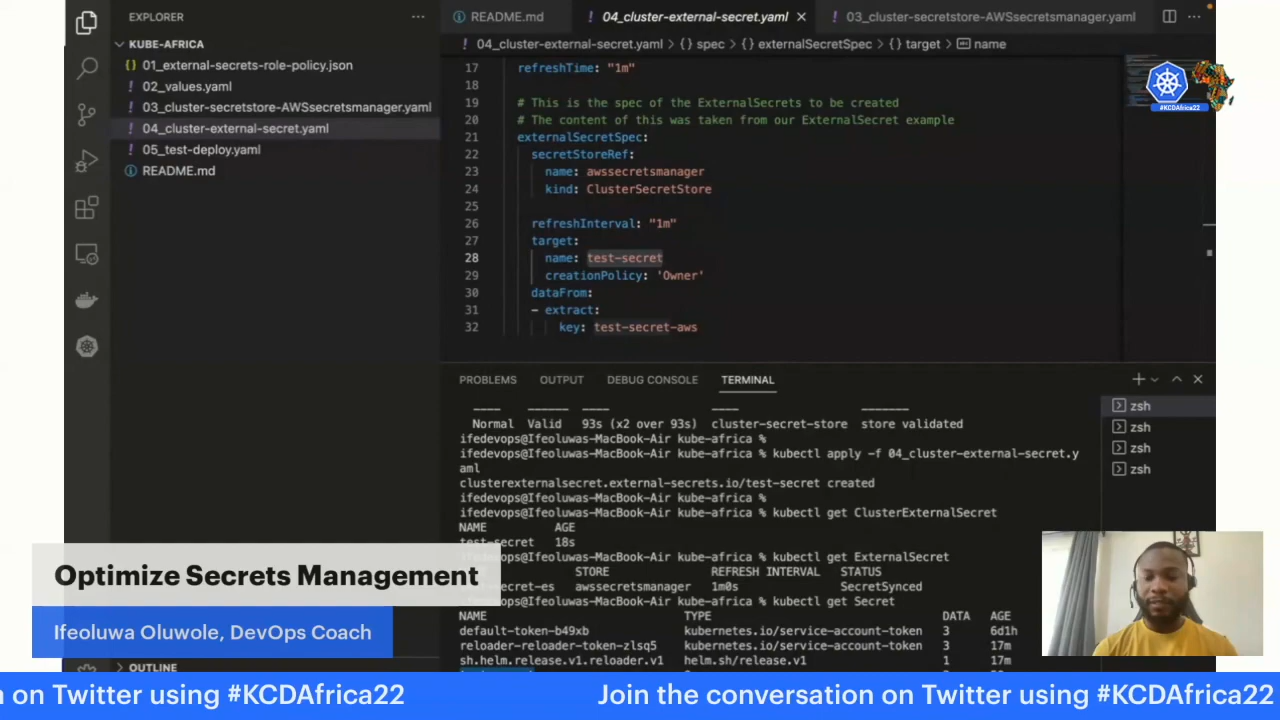 EXPLORER
KUBE-AFRICA
01_external-secrets-role-policy.json
02_values.yaml
03_cluster-secretstore-AWSsecretsmanager.yaml
04_cluster-external-secret.yaml
05_test-deploy.yaml
README.md
OUTLINE
README.md
04_cluster-external-secret.yaml
03_cluster-secretstore-AWSsecretsmanager.yaml
04_cluster-external-secret.yaml > {} spec > {} externalSecretSpec > {} target > name
17 refreshTime: "1m"
18
19 # This is the spec of the ExternalSecrets to be created
20 # The content of this was taken from our ExternalSecret example
21 externalSecretSpec:
22 secretStoreRef:
23 name: awssecretsmanager
24 kind: ClusterSecretStore
25
26 refreshInterval: "1m"
27 target:
28 name: test-secret
29 creationPolicy: 'Owner'
30 dataFrom:
31 - extract:
32 key: test-secret-aws
#KCDAfrica22
PROBLEMS OUTPUT DEBUG CONSOLE TERMINAL
---- ------ ---- ---- -------
Normal Valid 93s (x2 over 93s) cluster-secret-store store validated
ifedevops@Ifeoluwas-MacBook-Air kube-africa %
ifedevops@Ifeoluwas-MacBook-Air kube-africa % kubectl apply -f 04_cluster-external-secret.y
aml
clusterexternalsecret.external-secrets.io/test-secret created
ifedevops@Ifeoluwas-MacBook-Air kube-africa %
ifedevops@Ifeoluwas-MacBook-Air kube-africa % kubectl get ClusterExternalSecret
NAME AGE
test-secret 18s
ifedevops@Ifeoluwas-MacBook-Air kube-africa % kubectl get ExternalSecret
STORE REFRESH INTERVAL STATUS
secret-es awssecretsmanager 1m0s SecretSynced
ifedevops@Ifeoluwas-MacBook-Air kube-africa % kubectl get Secret
NAME TYPE DATA AGE
default-token-b49xb kubernetes.io/service-account-token 3 6d1h
reloader-reloader-token-zlsq5 kubernetes.io/service-account-token 3 17m
sh.helm.release.v1.reloader.v1 helm.sh/release.v1 1 17m
zsh
zsh
zsh
zsh
Optimize Secrets Management
Ifeoluwa Oluwole, DevOps Coach
on Twitter using #KCDAfrica22 Join the conversation on Twitter using #KCDAfrica22